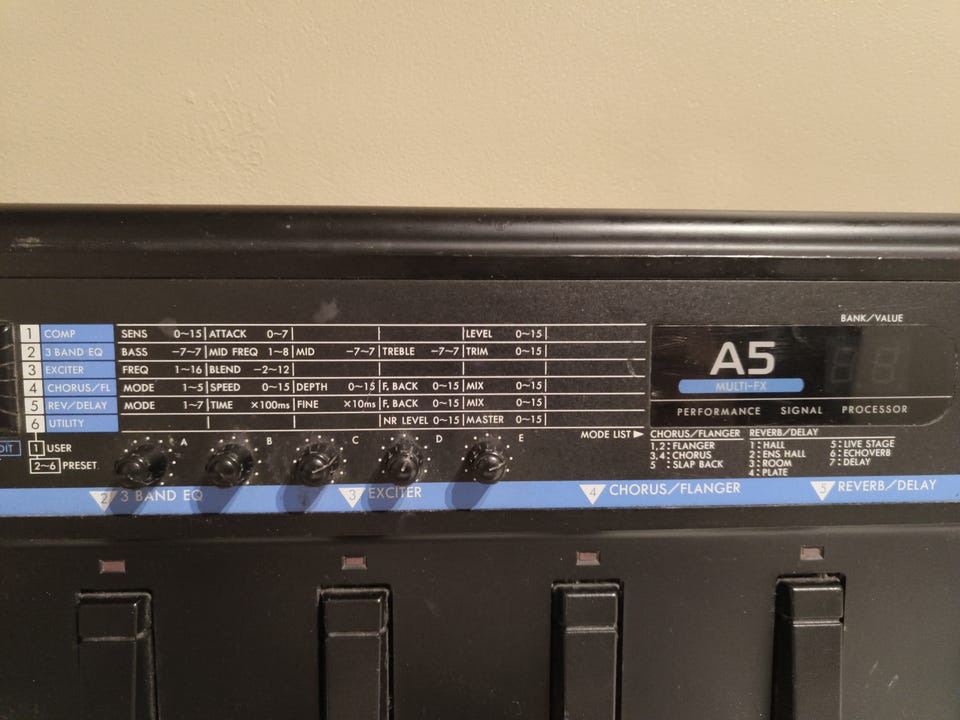 BANK/VALUE
1 COMP SENS 0~15 ATTACK 0~7 LEVEL 0~15
2 3 BAND EQ BASS -7~7 MID FREQ 1~8 MID -7~7 TREBLE -7~7 TRIM 0~15
3 EXCITER FREQ 1~16 BLEND -2~12
4 CHORUS/FL MODE 1~5 SPEED 0~15 DEPTH 0~15 F. BACK 0~15 MIX 0~15
5 REV/DELAY MODE 1~7 TIME ×100ms FINE ×10ms F. BACK 0~15 MIX 0~15
6 UTILITY NR LEVEL 0~15 MASTER 0~15
A5
MULTI-FX
PERFORMANCE SIGNAL PROCESSOR
1 USER
2~6 PRESET
A B C D E
MODE LIST
CHORUS/FLANGER
1,2 : FLANGER
3,4 : CHORUS
5 : SLAP BACK
REVERB/DELAY
1 : HALL
2 : ENS HALL
3 : ROOM
4 : PLATE
5 : LIVE STAGE
6 : ECHOVERB
7 : DELAY
2 3 BAND EQ 3 EXCITER 4 CHORUS/FLANGER 5 REVERB/DELAY